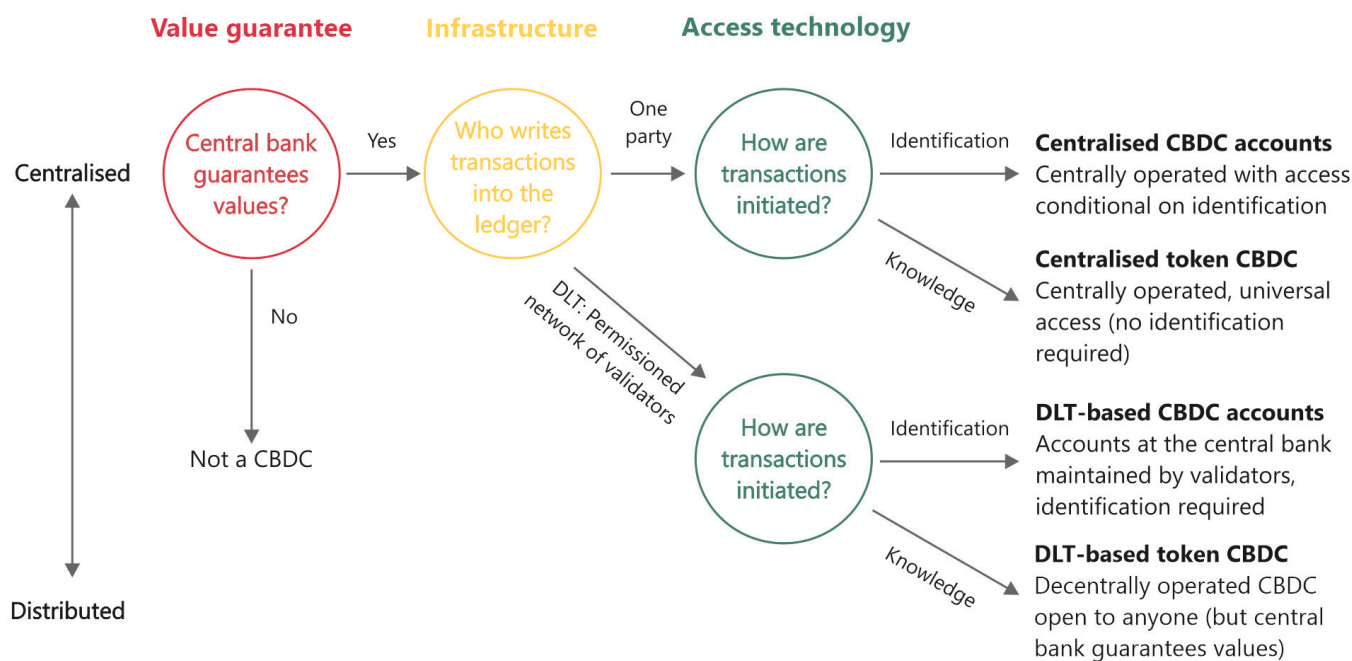 Value guarantee
Infrastructure
Access technology
Centralised
Distributed
Central bank
guarantees
values?
Yes
No
Not a CBDC
Who writes
transactions
into the
ledger?
One
party
DLT: Permissioned
network of validators
How are
transactions
initiated?
Identification
Centralised CBDC accounts
Centrally operated with access
conditional on identification
Knowledge
Centralised token CBDC
Centrally operated, universal
access (no identification
required)
How are
transactions
initiated?
Identification
DLT-based CBDC accounts
Accounts at the central bank
maintained by validators,
identification required
Knowledge
DLT-based token CBDC
Decentrally operated CBDC
open to anyone (but central
bank guarantees values)